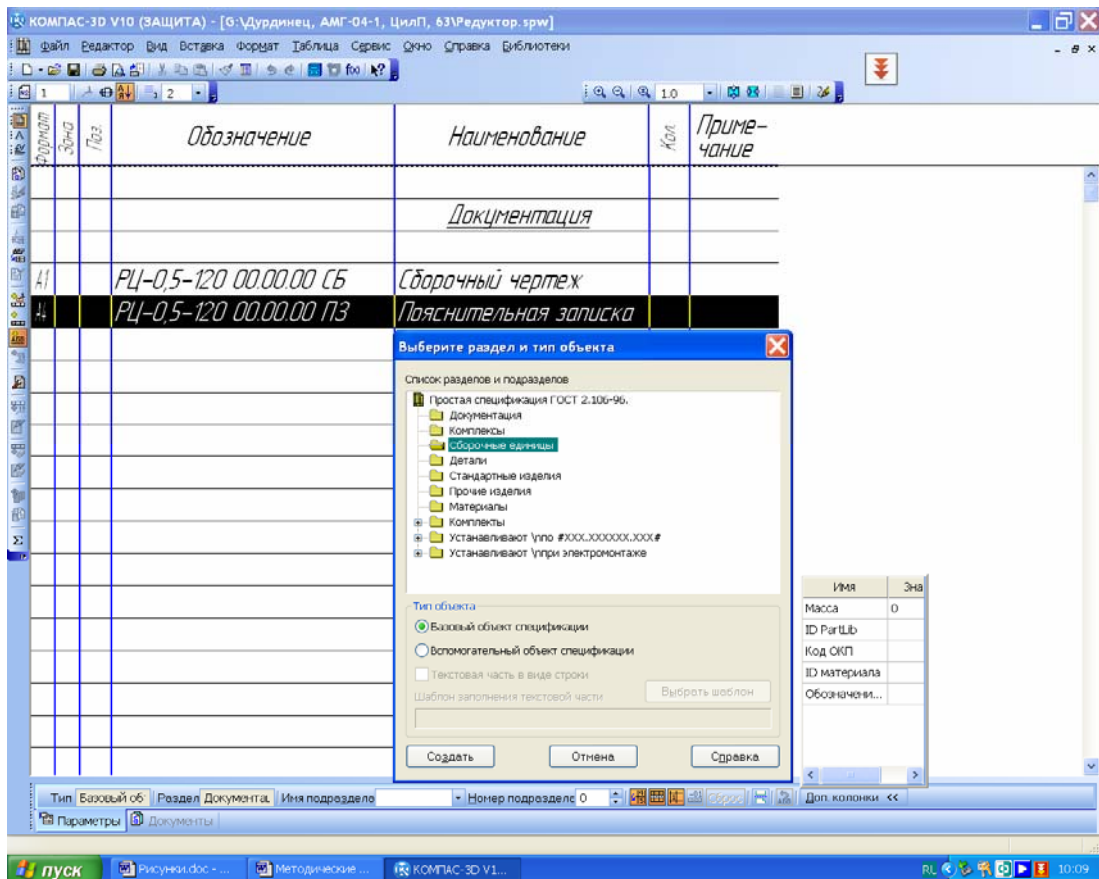 КОМПАС-3D V10 (ЗАЩИТА) - [G:\Дурдинец, АМГ-04-1, ЦилП, 63\Редуктор.spw]
Файл Редактор Вид Вставка Формат Таблица Сервис Окно Справка Библиотеки
1 2 1.0
Формат Зона Поз. Обозначение Наименование Кол. Приме-
чание
Документация
А1 РЦ-0,5-120 00.00.00 СБ Сборочный чертеж
А4 РЦ-0,5-120 00.00.00 ПЗ Пояснительная записка
Выберите раздел и тип объекта
Список разделов и подразделов
Простая спецификация ГОСТ 2.106-96.
Документация
Комплексы
Сборочные единицы
Детали
Стандартные изделия
Прочие изделия
Материалы
Комплекты
Устанавливают \nпо #XXX.XXXXXX.XXX#
Устанавливают \nпри электромонтаже
Тип объекта
Базовый объект спецификации
Вспомогательный объект спецификации
Текстовая часть в виде строки
Шаблон заполнения текстовой части
Выбрать шаблон
Создать Отмена Справка
Имя Зна
Масса 0
ID PartLib
Код ОКП
ID материала
Обозначени...
Тип Базовый об Раздел Документац Имя подраздела Номер подраздела 0 Сброс Доп. колонки <<
Параметры Документы
пуск Рисунки.doc - ... Методические ... КОМПАС-3D V1... RL 10:09